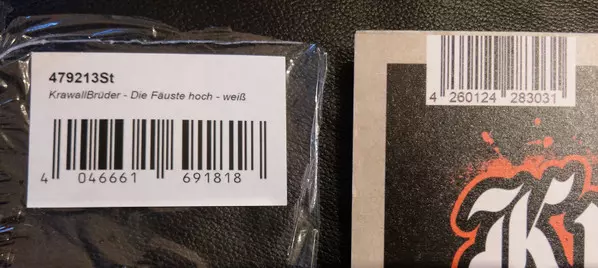 479213St
KrawallBrüder - Die Fäuste hoch - weiß
4 046661 691818
4 260124 283031